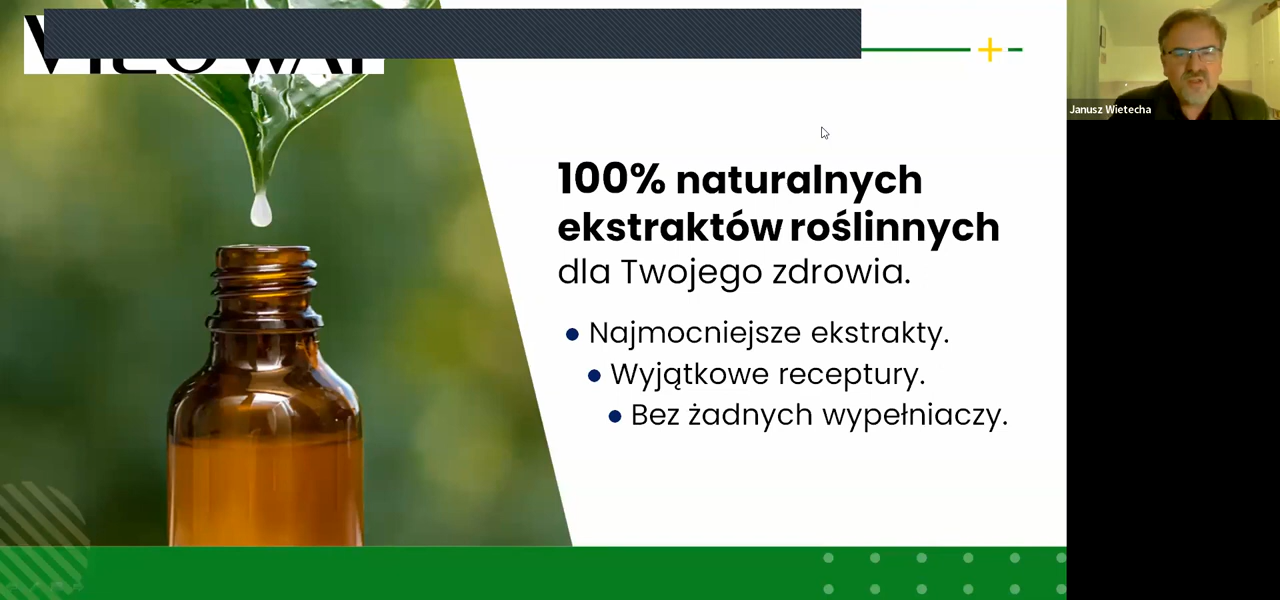 100% naturalnych
ekstraktów roślinnych
dla Twojego zdrowia.
Najmocniejsze ekstrakty.
Wyjątkowe receptury.
Bez żadnych wypełniaczy.
Janusz Wietecha